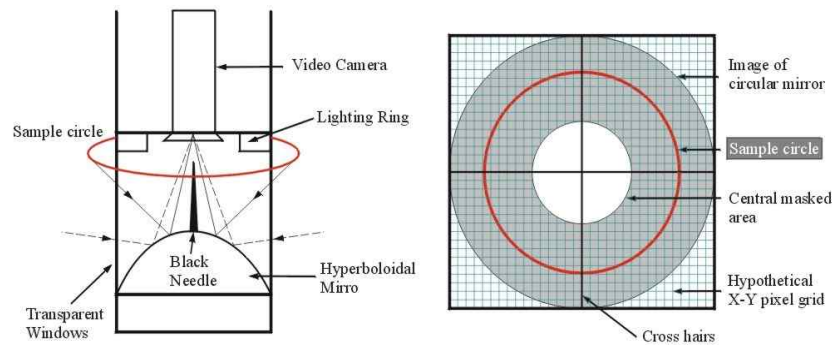 Video Camera
Lighting Ring
Sample circle
Black
Needle
Hyperboloidal
Mirro
Transparent
Windows
Image of
circular mirror
Sample circle
Central masked
area
Hypothetical
X-Y pixel grid
Cross hairs